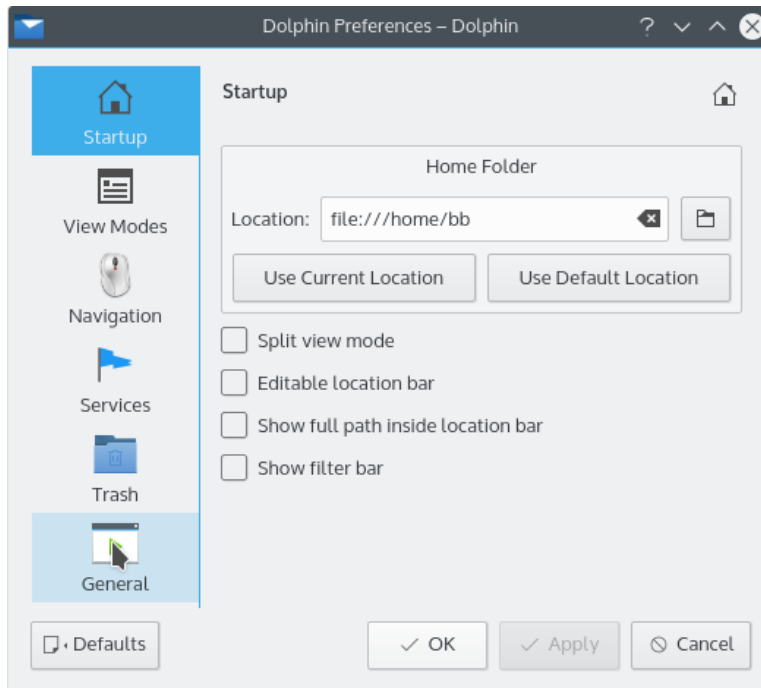 Dolphin Preferences – Dolphin
Startup
View Modes
Navigation
Services
Trash
General
Startup
Home Folder
Location: file:///home/bb
Use Current Location Use Default Location
Split view mode
Editable location bar
Show full path inside location bar
Show filter bar
Defaults OK Apply Cancel